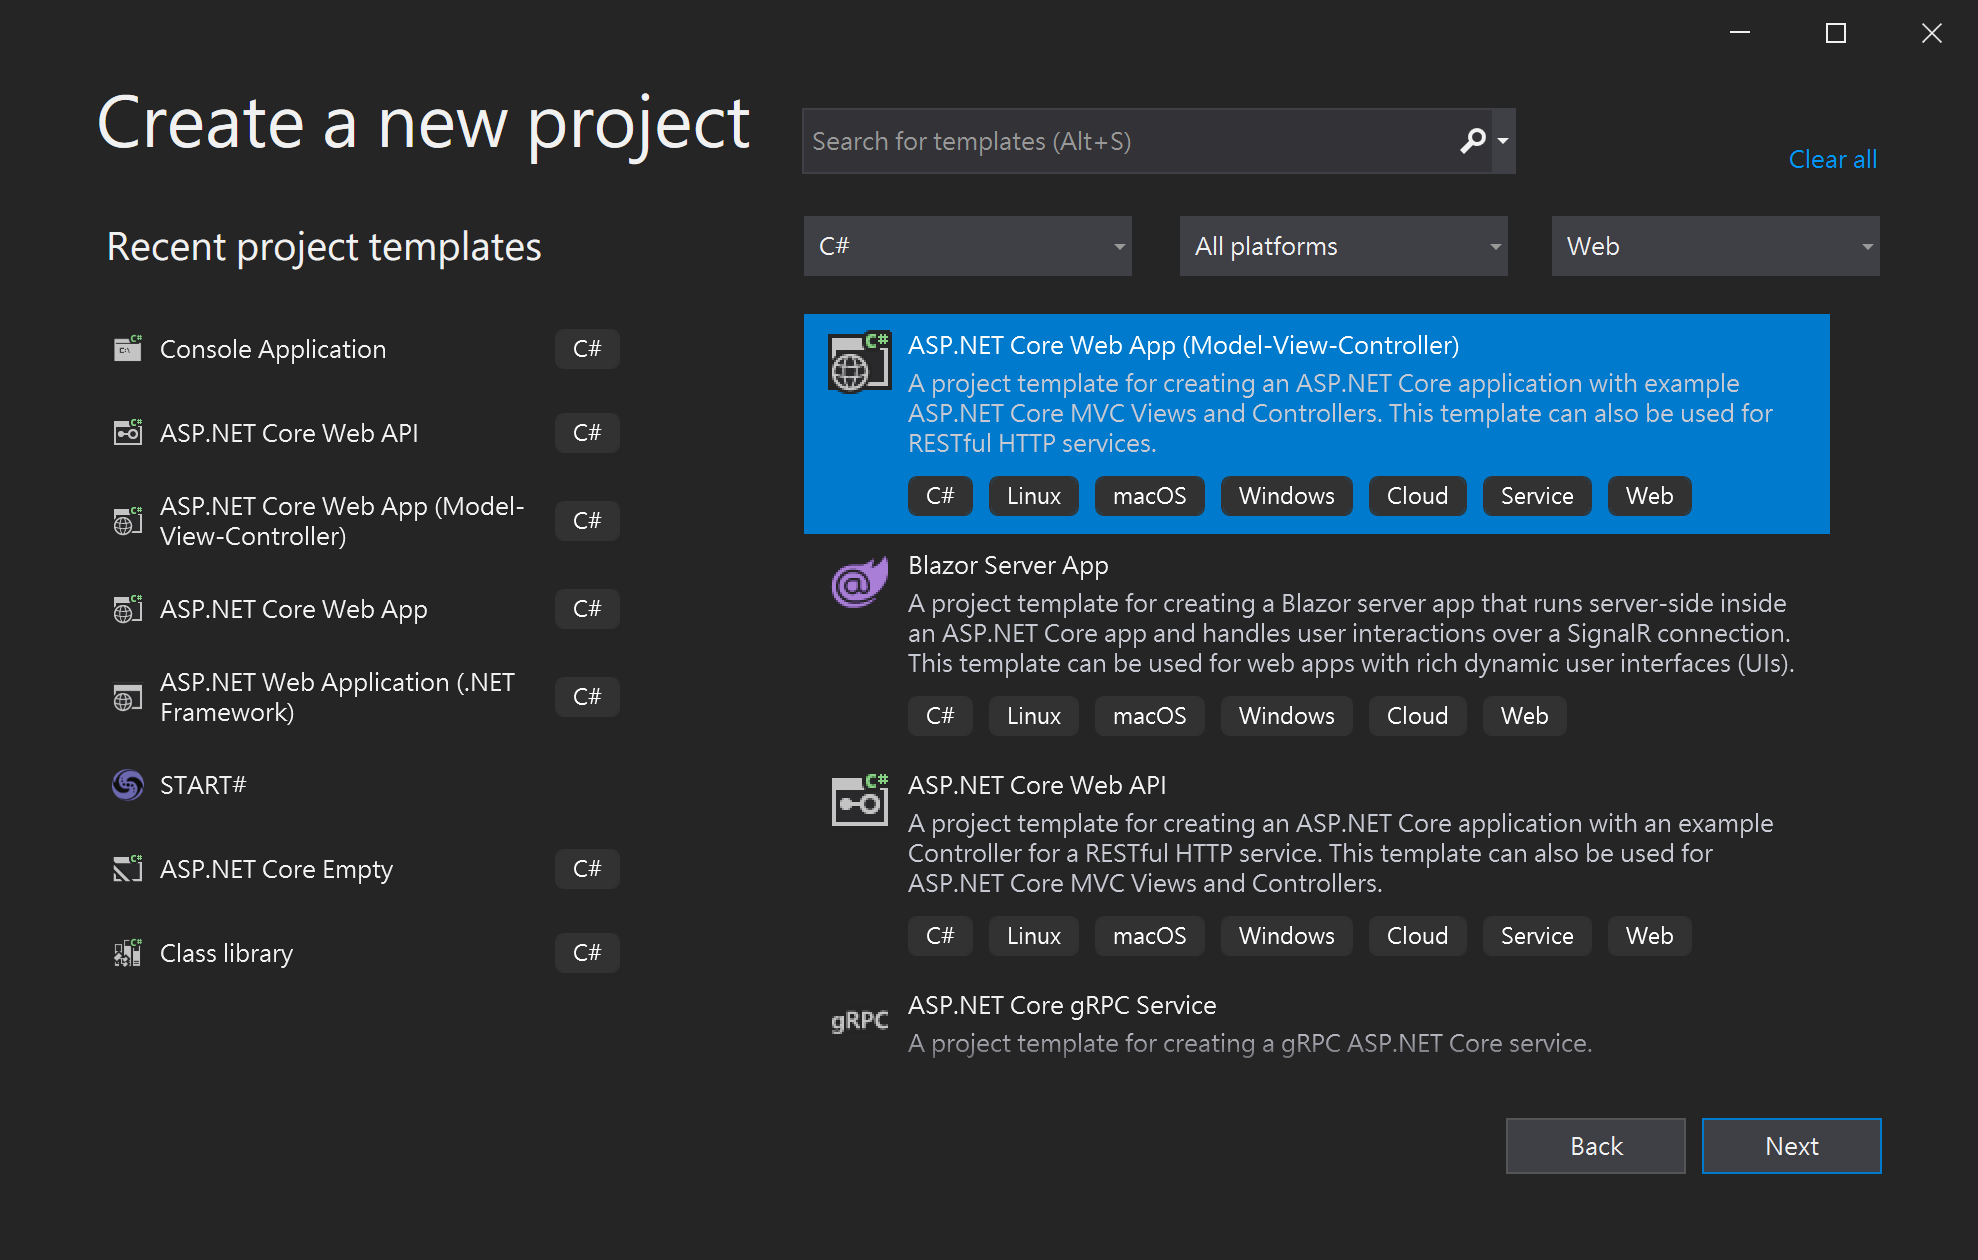 Create a new project
Search for templates (Alt+S)
Clear all
Recent project templates
C#
All platforms
Web
Console Application
C#
ASP.NET Core Web API
C#
ASP.NET Core Web App (Model-
View-Controller)
C#
ASP.NET Core Web App
C#
ASP.NET Web Application (.NET
Framework)
C#
START#
ASP.NET Core Empty
C#
Class library
C#
ASP.NET Core Web App (Model-View-Controller)
A project template for creating an ASP.NET Core application with example
ASP.NET Core MVC Views and Controllers. This template can also be used for
RESTful HTTP services.
C# Linux macOS Windows Cloud Service Web
Blazor Server App
A project template for creating a Blazor server app that runs server-side inside
an ASP.NET Core app and handles user interactions over a SignalR connection.
This template can be used for web apps with rich dynamic user interfaces (UIs).
C# Linux macOS Windows Cloud Web
ASP.NET Core Web API
A project template for creating an ASP.NET Core application with an example
Controller for a RESTful HTTP service. This template can also be used for
ASP.NET Core MVC Views and Controllers.
C# Linux macOS Windows Cloud Service Web
gRPC
ASP.NET Core gRPC Service
A project template for creating a gRPC ASP.NET Core service.
Back
Next